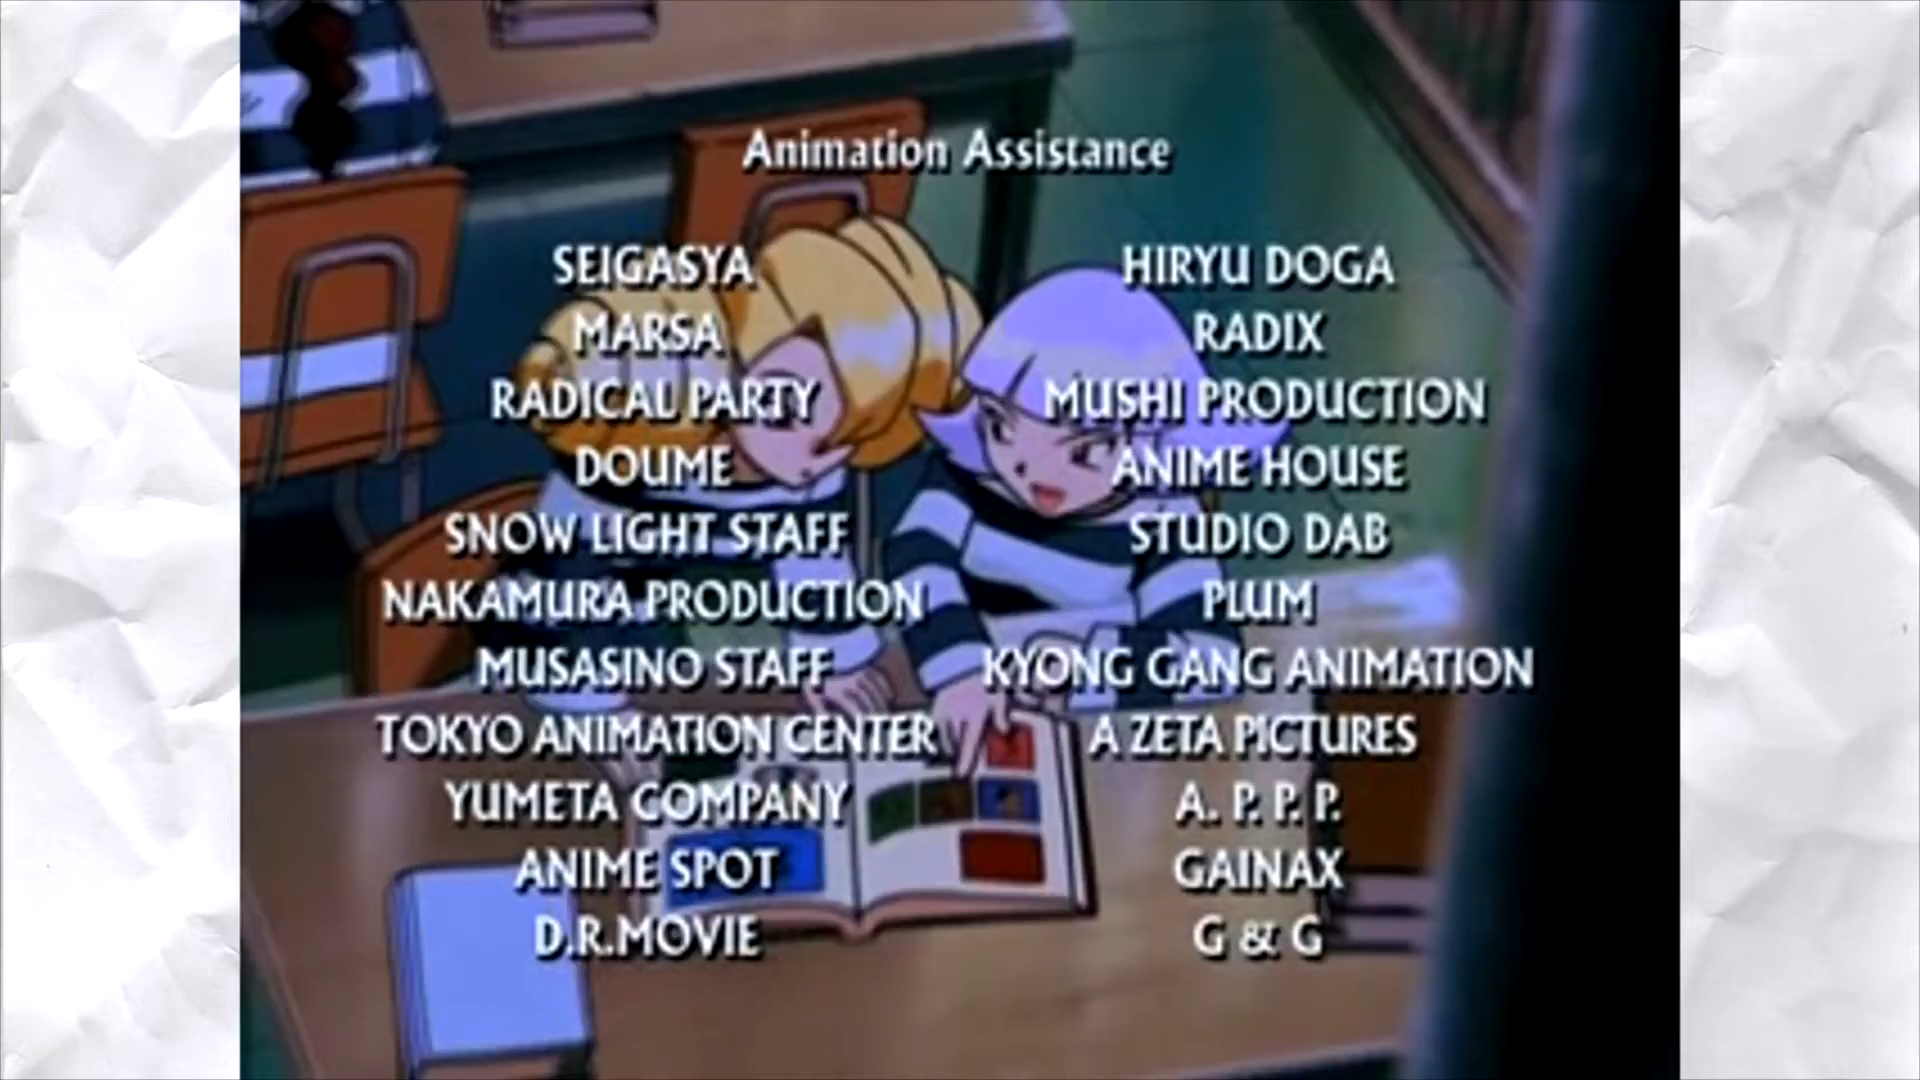 Animation Assistance
SEIGASYA
MARSA
RADICAL PARTY
DOUME
SNOW LIGHT STAFF
NAKAMURA PRODUCTION
MUSASINO STAFF
TOKYO ANIMATION CENTER
YUMETA COMPANY
ANIME SPOT
D.R.MOVIE
HIRYU DOGA
RADIX
MUSHI PRODUCTION
ANIME HOUSE
STUDIO DAB
PLUM
KYONG GANG ANIMATION
A ZETA PICTURES
A. P. P. P.
GAINAX
G & G